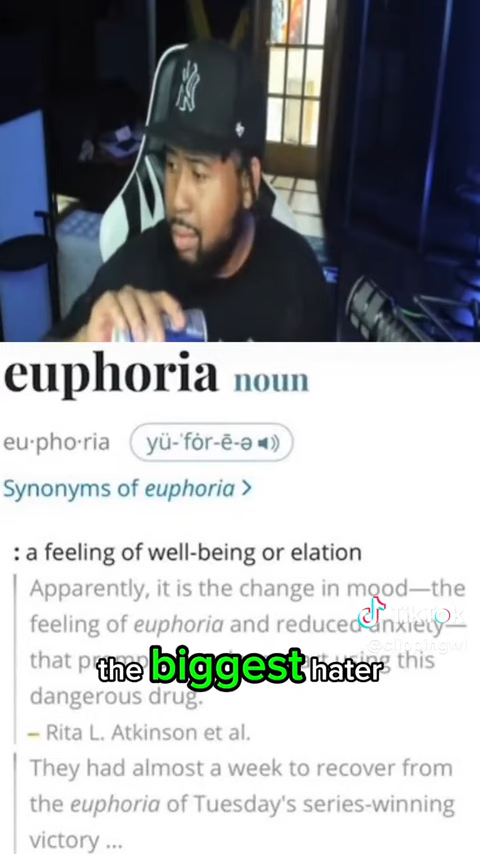 NY
euphoria noun
eu·pho·ria yü-ˈfȯr-ē-ə
Synonyms of euphoria >
: a feeling of well-being or elation
Apparently, it is the change in mood—the
feeling of euphoria and reduced anxiety—
TikTok
that using this
the biggest hater
dangerous drug.
– Rita L. Atkinson et al.
They had almost a week to recover from
the euphoria of Tuesday's series-winning
victory ...